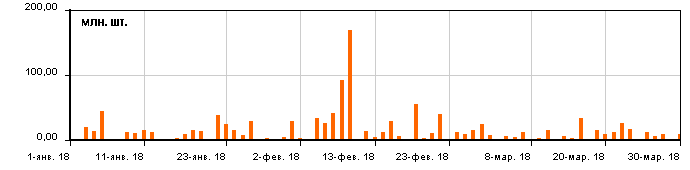 200,00
млн. шт.
100,00
0,00
1-янв. 18 11-янв. 18 23-янв. 18 2-фев. 18 13-фев. 18 23-фев. 18 8-мар. 18 20-мар. 18 30-мар. 18